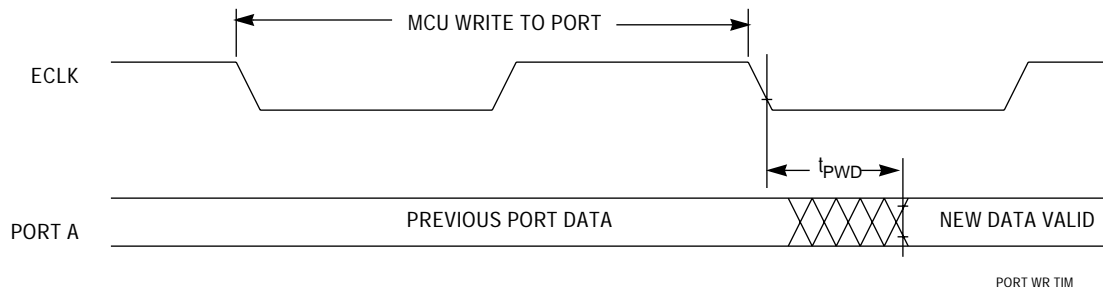 MCU WRITE TO PORT
ECLK
tPWD
PORT A
PREVIOUS PORT DATA
NEW DATA VALID
PORT WR TIM